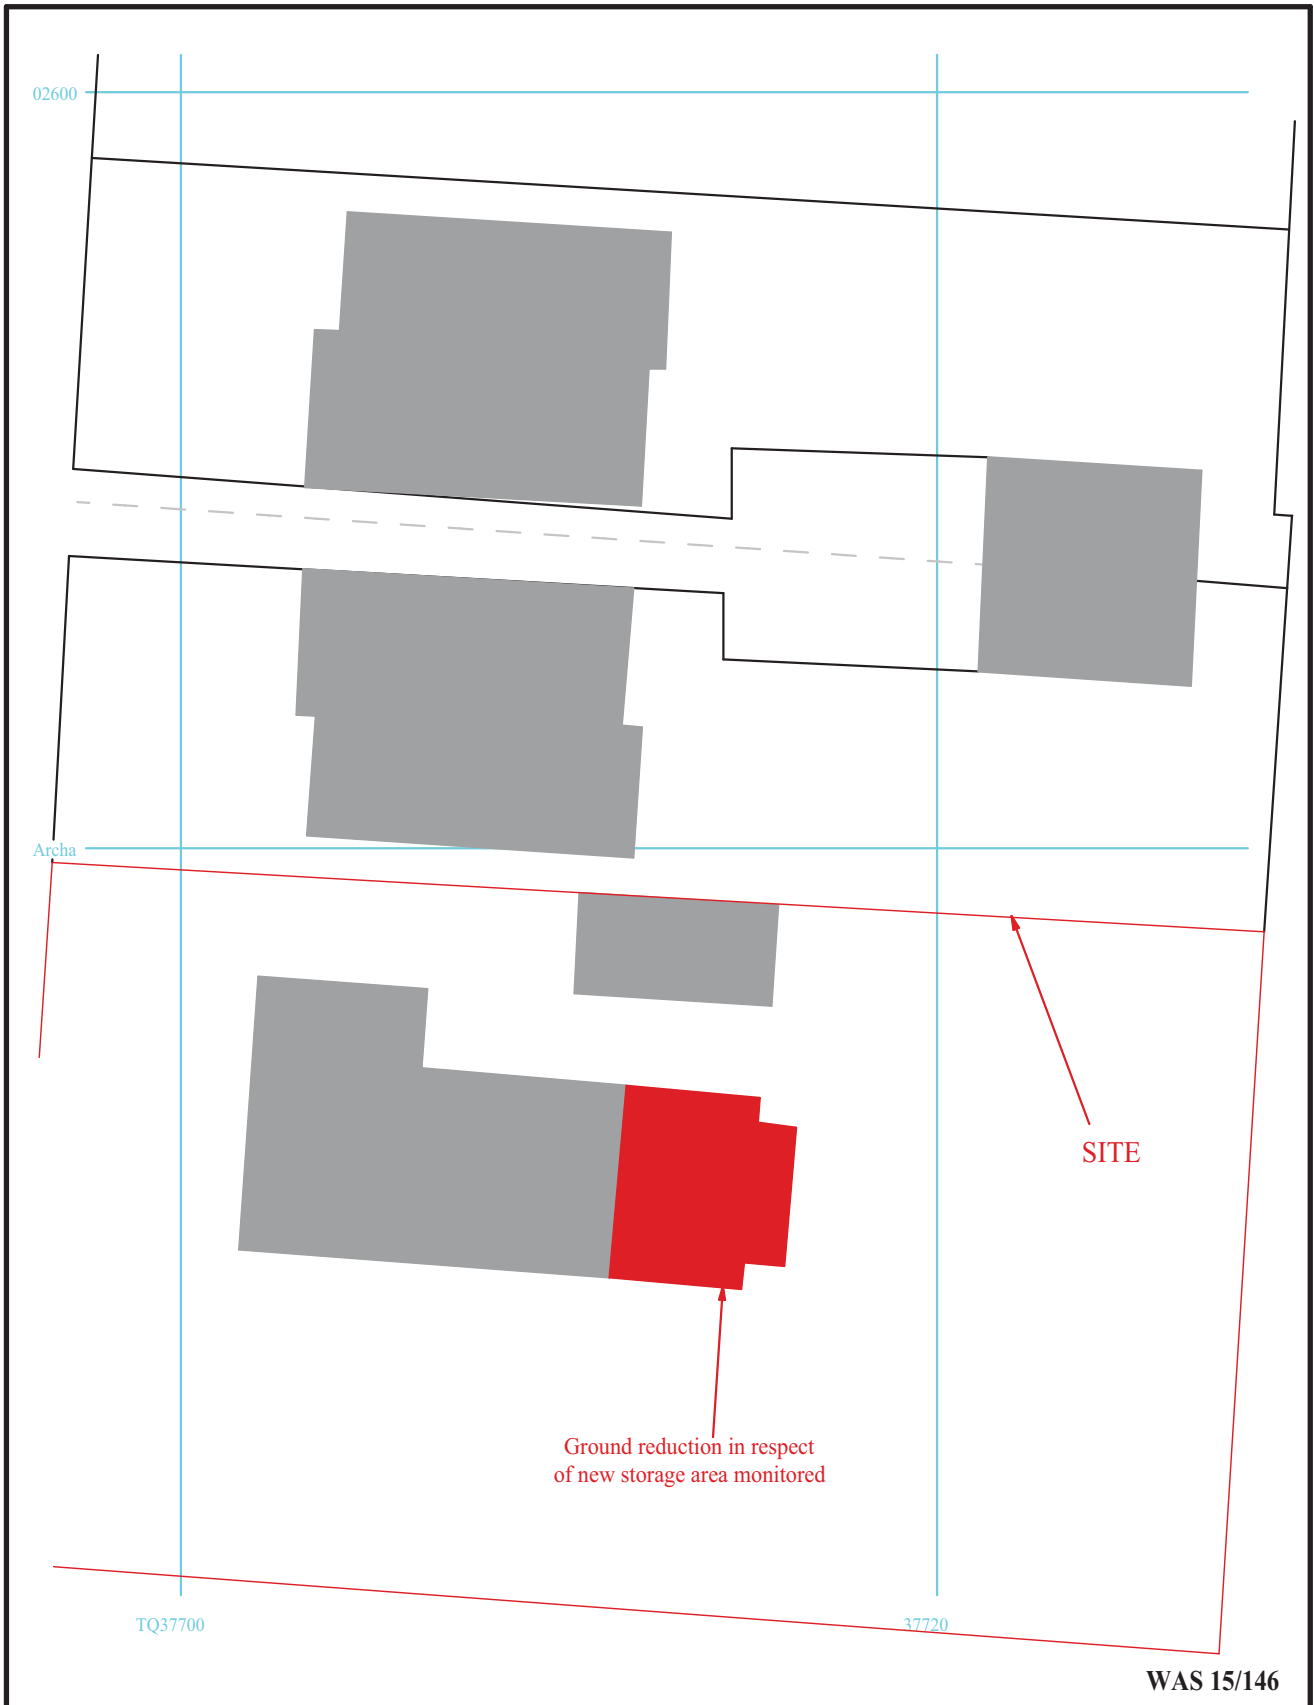 02600
Archa
SITE
Ground reduction in respect
of new storage area monitored
TQ37700
37720
WAS 15/146